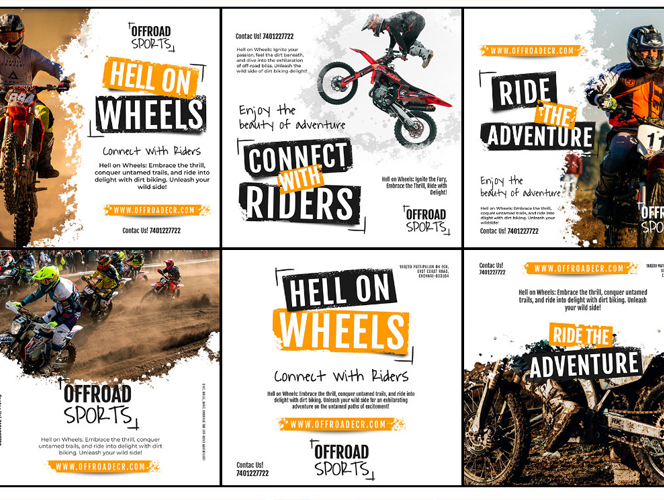 OFFROAD
SPORTS
HELL ON
WHEELS
Connect With Riders
Hell on Wheels: Embrace the thrill,
conquer untamed trails, and ride into
delight with dirt biking. Unleash your
wild side!
WWW.OFFROADECR.COM
Contac Us! 7401227722
Contac Us! 7401227722
Hell on Wheels: Ignite your
passion, feel the dirt beneath,
and dive into the exhilaration
of off-road bliss. Unleash the
wild side of dirt biking delight!
Enjoy the
beauty of adventure
CONNECT
WITH
RIDERS
Hell on Wheels: Ignite the Fury,
Embrace the Thrill, Ride with
Delight!
OFFROAD
SPORTS
WWW.OFFROADECR.COM
RIDE
THE
ADVENTURE
Enjoy the
beauty of adventure
Hell on Wheels: Embrace the thrill,
conquer untamed trails, and ride into
delight with dirt biking. Unleash your
wild side!
Contac Us! 7401227722
OFFROAD
SPORTS
Hell on Wheels: Embrace the thrill, conquer
untamed trails, and ride into delight with dirt
biking. Unleash your wild side!
WWW.OFFROADECR.COM
HELL ON
WHEELS
Connect With Riders
Hell on Wheels: Embrace the thrill, conquer untamed trails, and ride into
delight with dirt biking. Unleash your wild side for an exhilarating
adventure on the untamed paths of excitement!
WWW.OFFROADECR.COM
Contac Us!
7401227722
OFFROAD
SPORTS
Contac Us!
7401227722
WWW.OFFROADECR.COM
Hell on Wheels: Embrace the thrill, conquer untamed
trails, and ride into delight with dirt biking. Unleash
your wild side!
RIDE THE
ADVENTURE